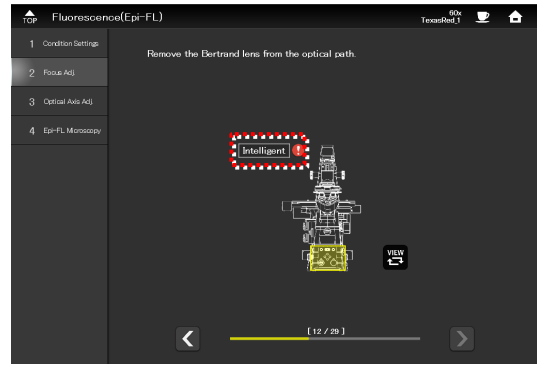 TOP Fluorescence(Epi-FL) 60x
TexasRed_1
1 Condition Settings
2 Focus Adj.
3 Optical Axis Adj.
4 Epi-FL Microscopy
Remove the Bertrand lens from the optical path.
Intelligent !
VIEW
[ 12 / 29 ]